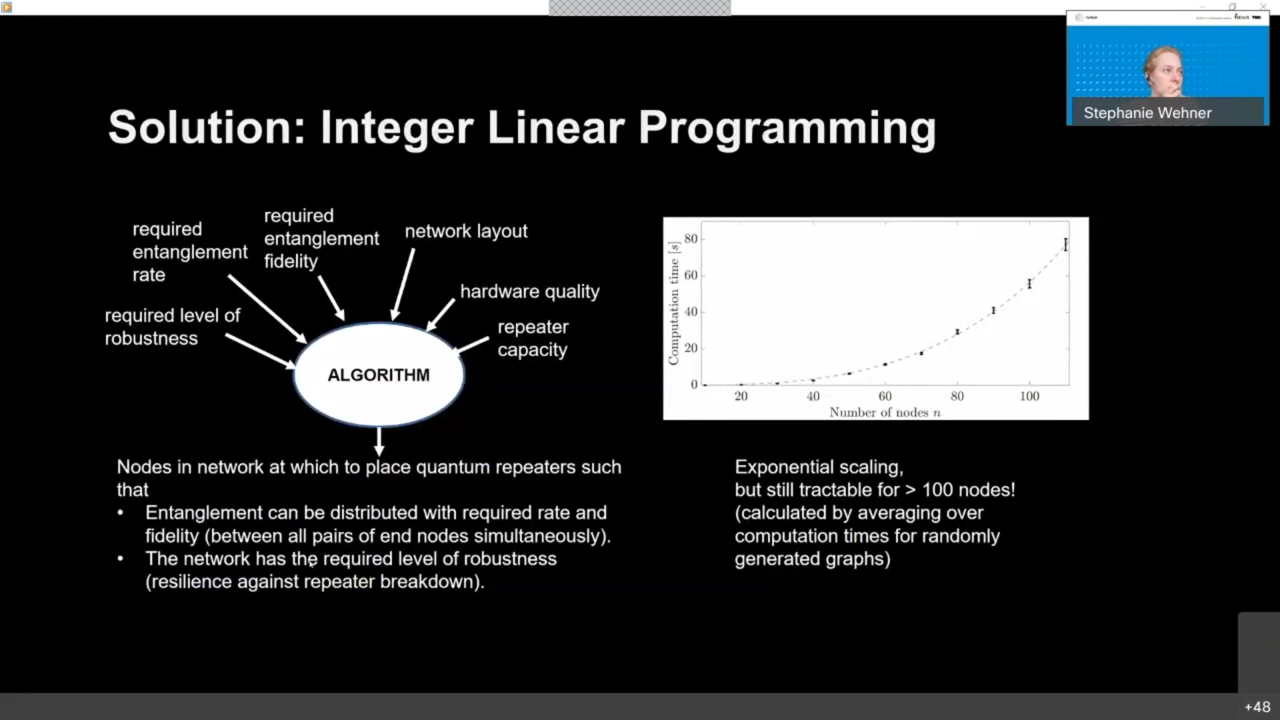 Solution: Integer Linear Programming
Stephanie Wehner
required
entanglement
rate
required
entanglement
fidelity
network layout
hardware quality
repeater
capacity
required level of
robustness
ALGORITHM
Nodes in network at which to place quantum repeaters such
that
• Entanglement can be distributed with required rate and
fidelity (between all pairs of end nodes simultaneously).
• The network has the required level of robustness
(resilience against repeater breakdown).
Computation time [s]
80
60
40
20
0
20 40 60 80 100
Number of nodes n
Exponential scaling,
but still tractable for > 100 nodes!
(calculated by averaging over
computation times for randomly
generated graphs)
+48